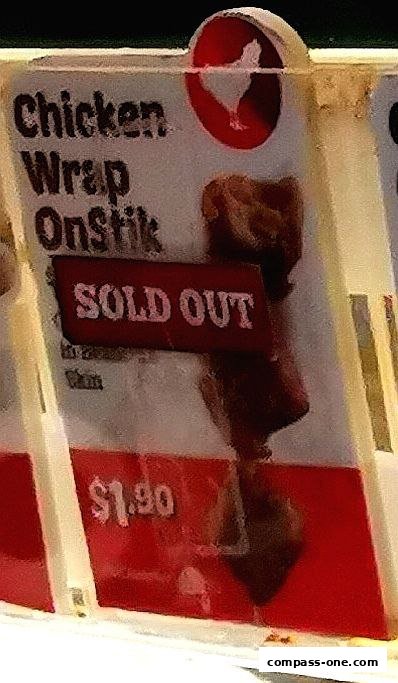 Chicken
Wrap
OnStik
SOLD OUT
$1.90
compass-one.com